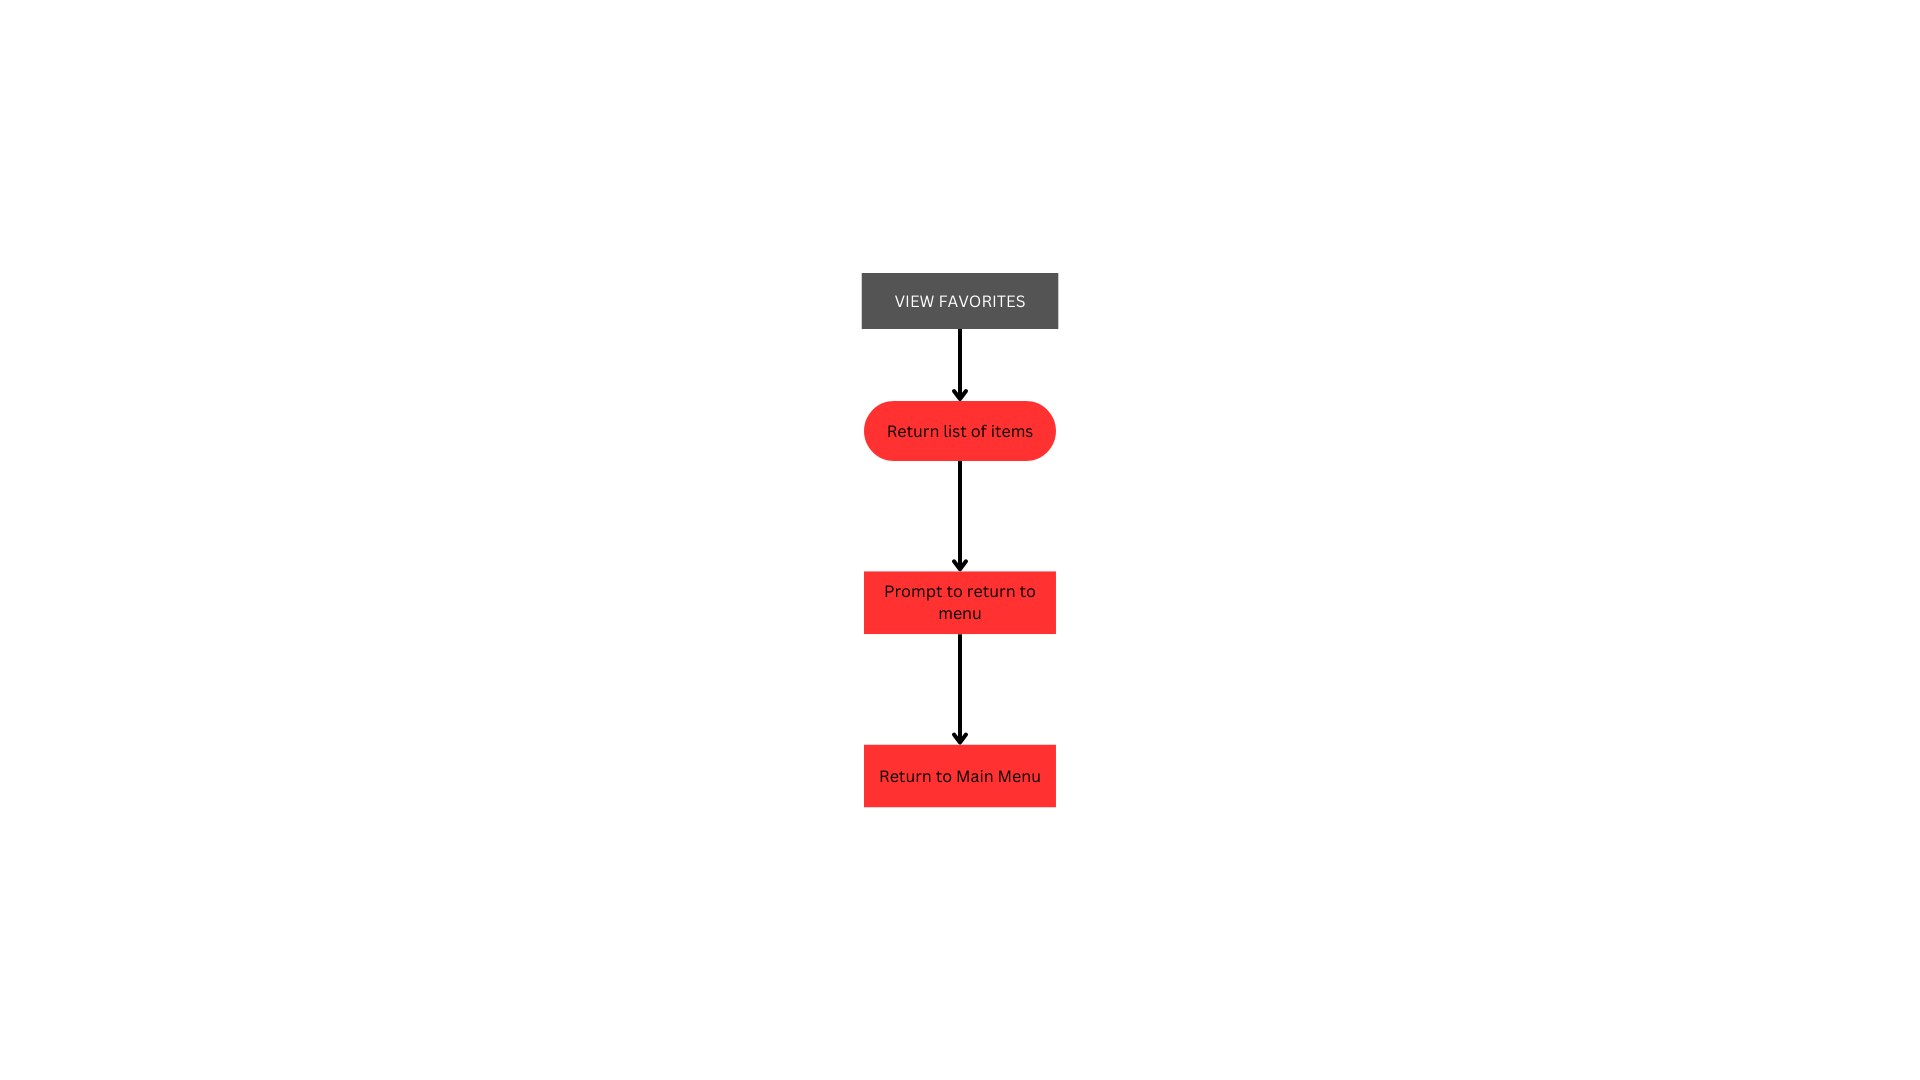 VIEW FAVORITES
Return list of items
Prompt to return to
menu
Return to Main Menu